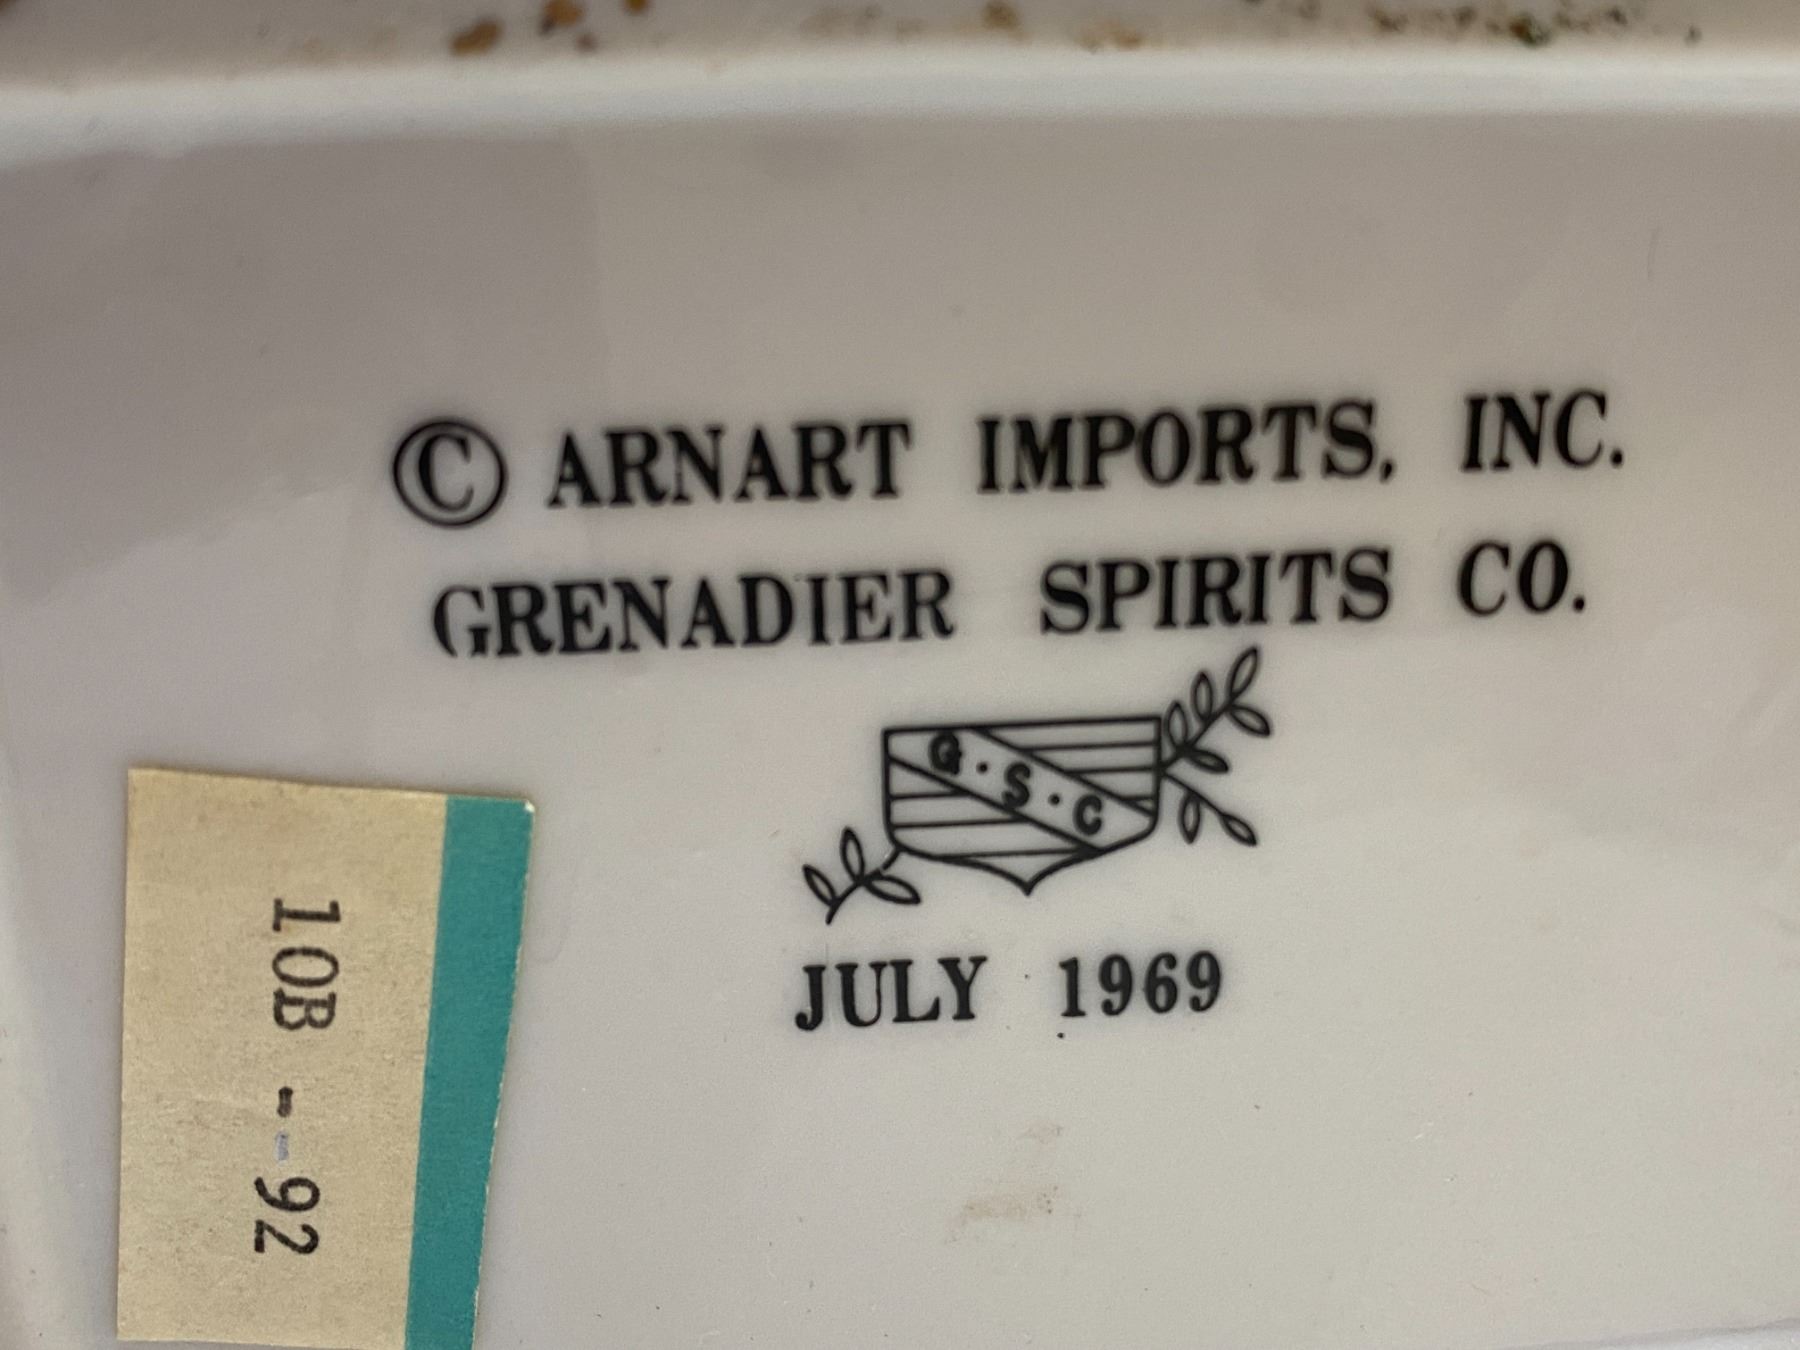 © ARNART IMPORTS, INC.
GRENADIER SPIRITS CO.
G·S·C
JULY 1969
10B--92